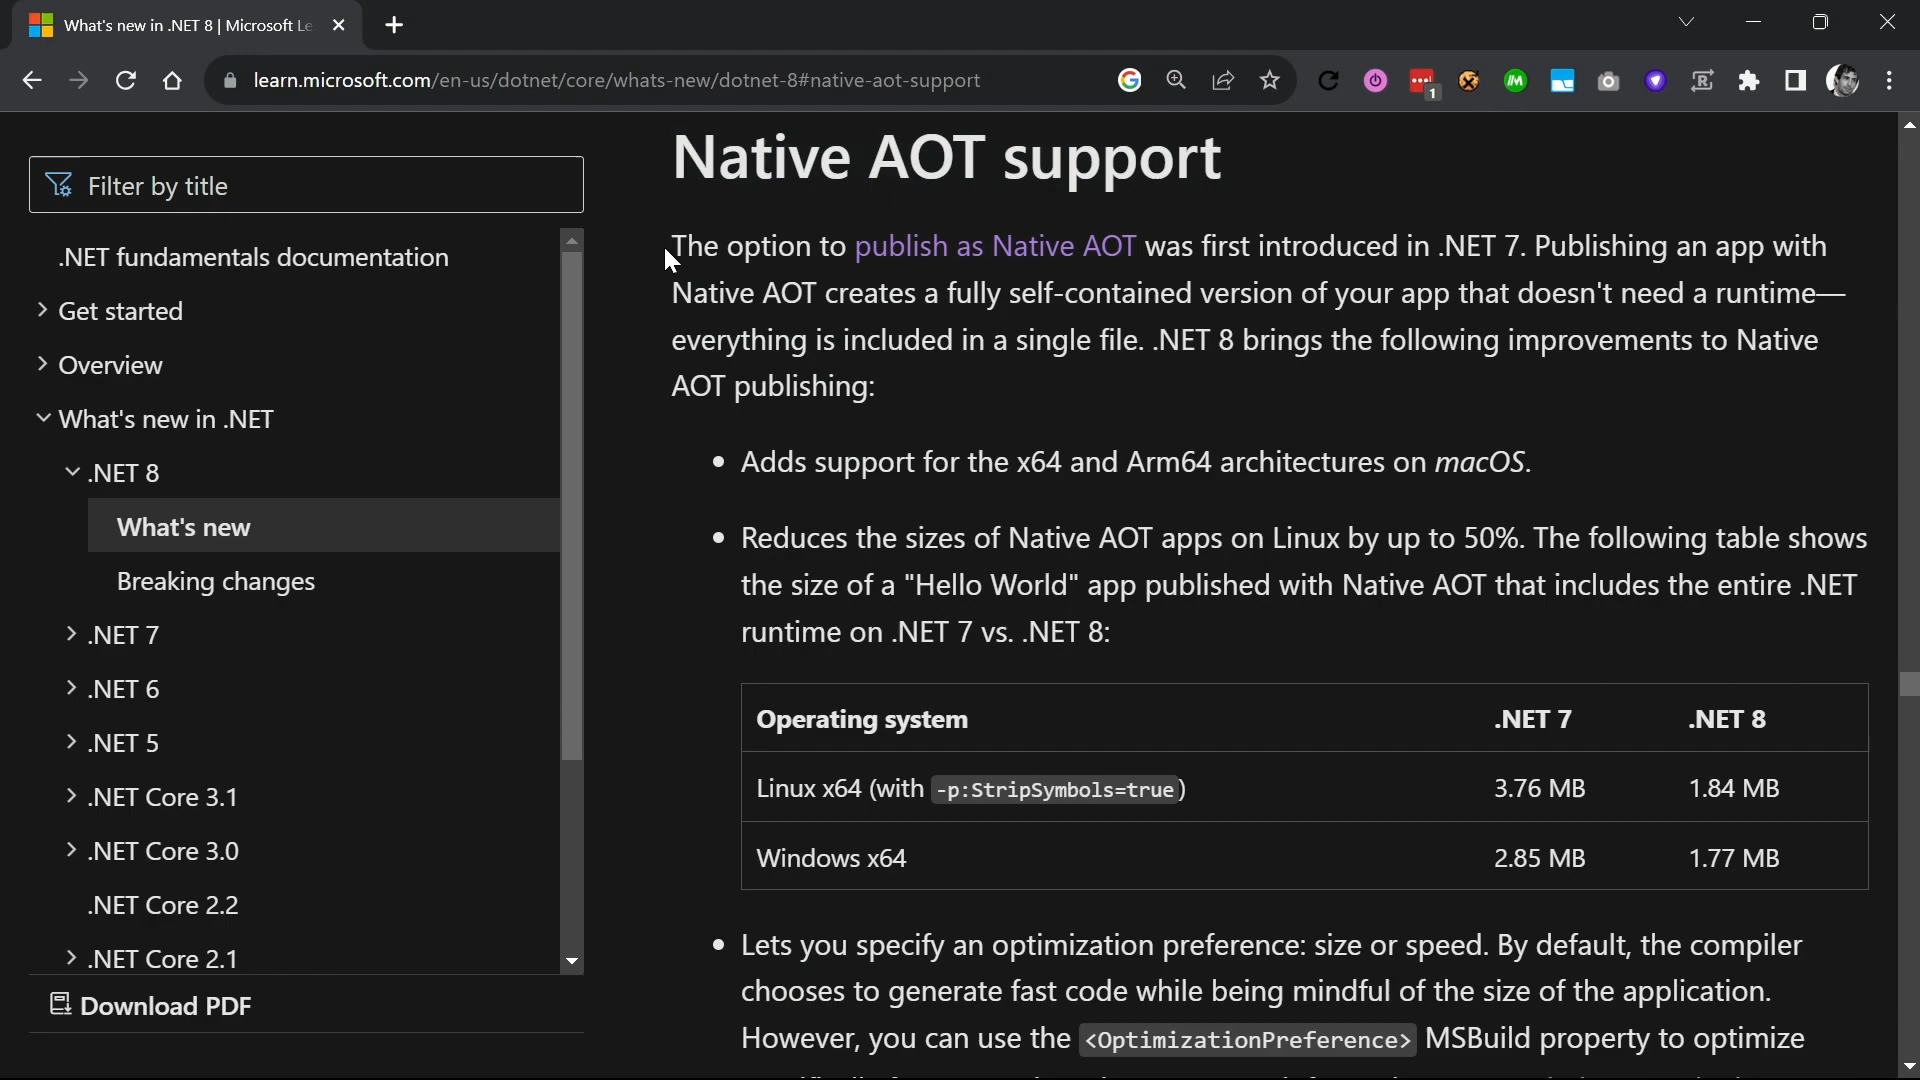 What's new in .NET 8 | Microsoft Le
learn.microsoft.com/en-us/dotnet/core/whats-new/dotnet-8#native-aot-support
1
Filter by title
.NET fundamentals documentation
Get started
Overview
What's new in .NET
.NET 8
What's new
Breaking changes
.NET 7
.NET 6
.NET 5
.NET Core 3.1
.NET Core 3.0
.NET Core 2.2
.NET Core 2.1
Download PDF
Native AOT support
The option to publish as Native AOT was first introduced in .NET 7. Publishing an app with
Native AOT creates a fully self-contained version of your app that doesn't need a runtime—
everything is included in a single file. .NET 8 brings the following improvements to Native
AOT publishing:
• Adds support for the x64 and Arm64 architectures on macOS.
• Reduces the sizes of Native AOT apps on Linux by up to 50%. The following table shows
the size of a "Hello World" app published with Native AOT that includes the entire .NET
runtime on .NET 7 vs. .NET 8:
Operating system .NET 7 .NET 8
Linux x64 (with -p:StripSymbols=true) 3.76 MB 1.84 MB
Windows x64 2.85 MB 1.77 MB
• Lets you specify an optimization preference: size or speed. By default, the compiler
chooses to generate fast code while being mindful of the size of the application.
However, you can use the <OptimizationPreference> MSBuild property to optimize